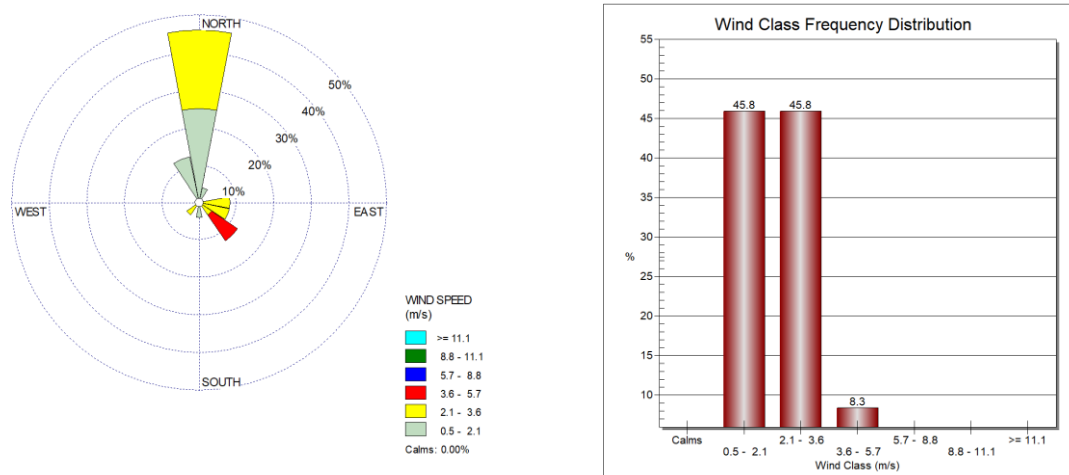 NORTH
50%
40%
30%
20%
10%
WEST
EAST
SOUTH
WIND SPEED
(m/s)
>= 11.1
8.8 - 11.1
5.7 - 8.8
3.6 - 5.7
2.1 - 3.6
0.5 - 2.1
Calms: 0.00%
Wind Class Frequency Distribution
55
50
45
40
35
30
25
20
15
10
%
45.8
45.8
8.3
Calms
0.5 - 2.1
2.1 - 3.6
3.6 - 5.7
5.7 - 8.8
8.8 - 11.1
>= 11.1
Wind Class (m/s)